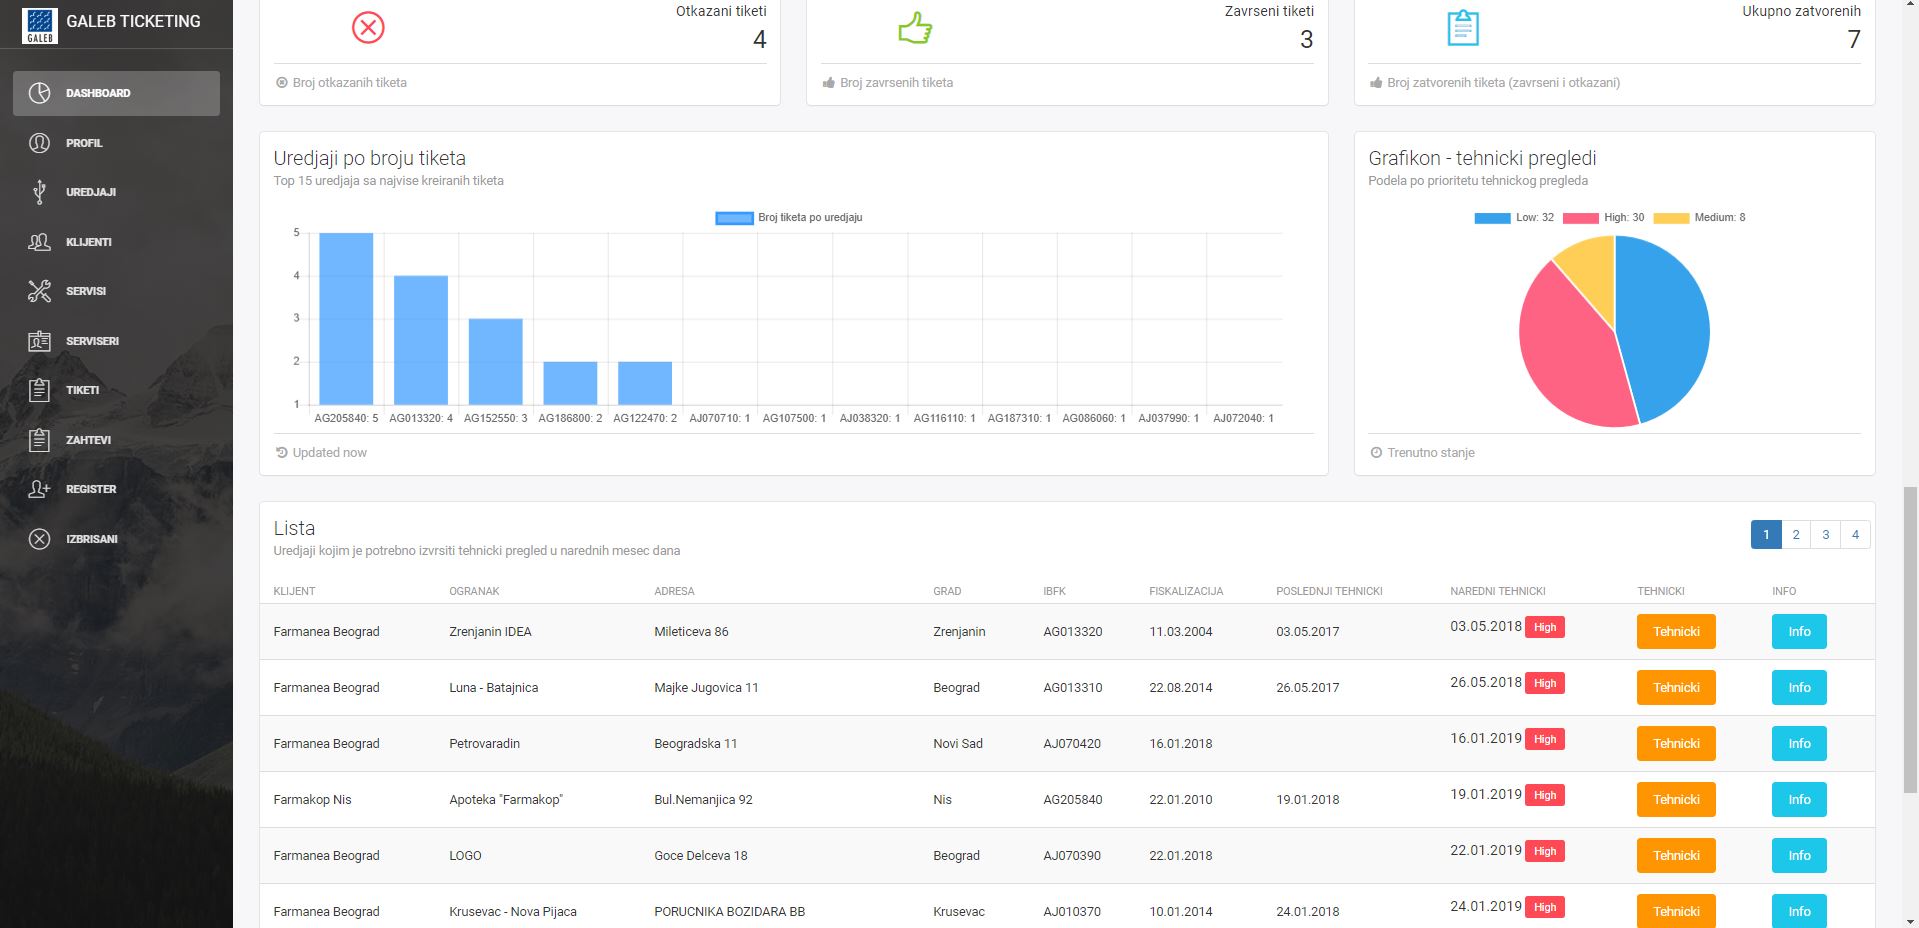 GALEB
GALEB TICKETING
DASHBOARD
PROFIL
UREDJAJI
KLIJENTI
SERVISI
SERVISERI
TIKETI
ZAHTEVI
REGISTER
IZBRISANI
Otkazani tiketi
4
Broj otkazanih tiketa
Zavrseni tiketi
3
Broj zavrsenih tiketa
Ukupno zatvorenih
7
Broj zatvorenih tiketa (zavrseni i otkazani)
Uredjaji po broju tiketa
Top 15 uredjaja sa najvise kreiranih tiketa
Broj tiketa po uredjaju
5
4
3
2
1
AG205840: 5 AG013320: 4 AG152550: 3 AG186800: 2 AG122470: 2 AJ070710: 1 AG107500: 1 AJ038320: 1 AG116110: 1 AG187310: 1 AG086060: 1 AJ037990: 1 AJ072040: 1
Updated now
Grafikon - tehnicki pregledi
Podela po prioritetu tehnickog pregleda
Low: 32 High: 30 Medium: 8
Trenutno stanje
Lista
Uredjaji kojim je potrebno izvrsiti tehnicki pregled u narednih mesec dana
1 2 3 4
KLIJENT OGRANAK ADRESA GRAD IBFK FISKALIZACIJA POSLEDNJI TEHNICKI NAREDNI TEHNICKI TEHNICKI INFO
Farmanea Beograd Zrenjanin IDEA Mileticeva 86 Zrenjanin AG013320 11.03.2004 03.05.2017 03.05.2018 High Tehnicki Info
Farmanea Beograd Luna - Batajnica Majke Jugovica 11 Beograd AG013310 22.08.2014 26.05.2017 26.05.2018 High Tehnicki Info
Farmanea Beograd Petrovaradin Beogradska 11 Novi Sad AJ070420 16.01.2018 16.01.2019 High Tehnicki Info
Farmakop Nis Apoteka "Farmakop" Bul.Nemanjica 92 Nis AG205840 22.01.2010 19.01.2018 19.01.2019 High Tehnicki Info
Farmanea Beograd LOGO Goce Delceva 18 Beograd AJ070390 22.01.2018 22.01.2019 High Tehnicki Info
Farmanea Beograd Krusevac - Nova Pijaca PORUCNIKA BOZIDARA BB Krusevac AJ010370 10.01.2014 24.01.2018 24.01.2019 High Tehnicki Info